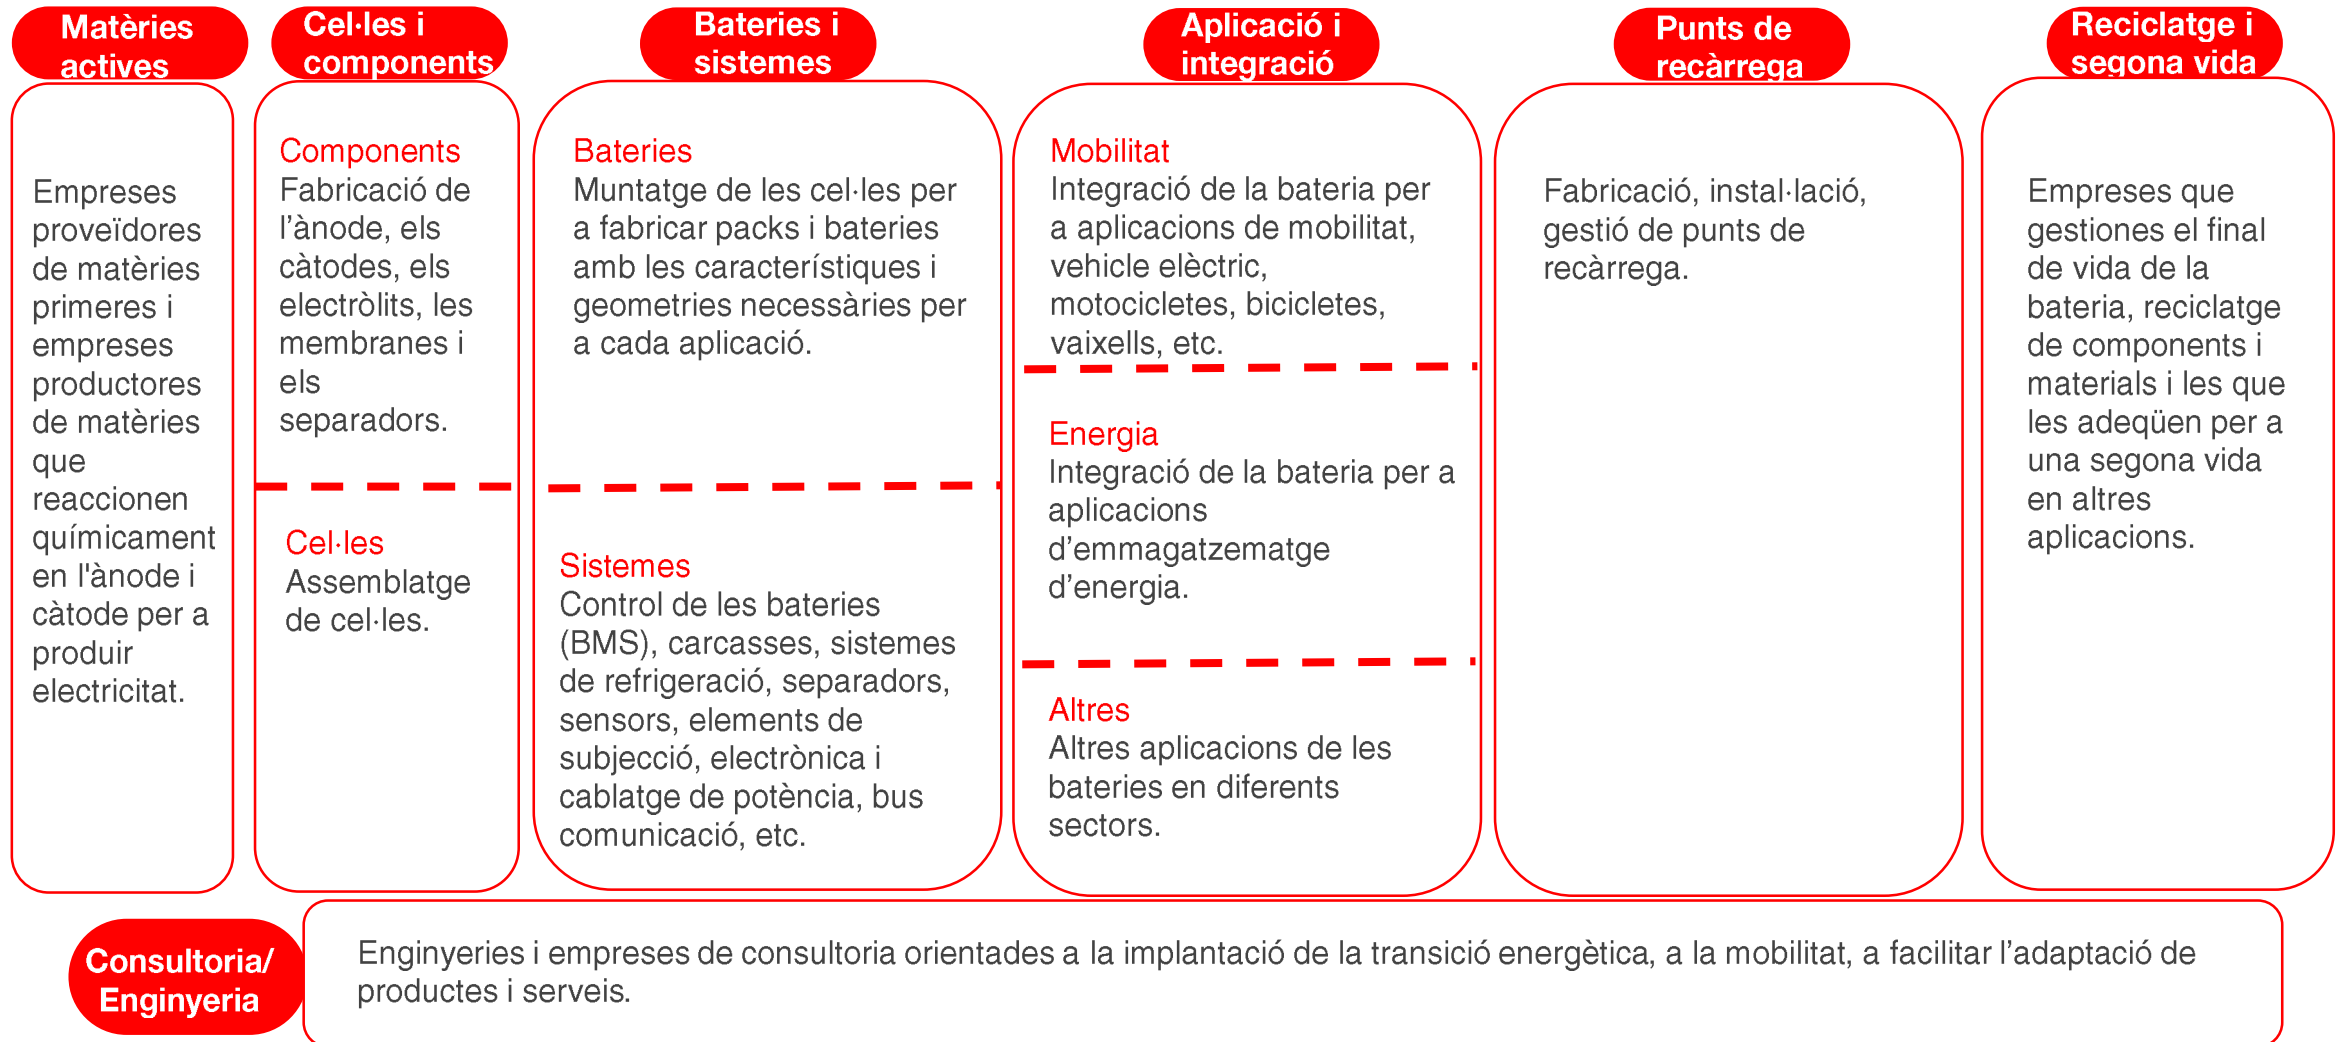 Matèries
actives
Empreses
proveïdores
de matèries
primeres i
empreses
productores
de matèries
que
reaccionen
químicament
en l'ànode i
càtode per a
produir
electricitat.
Cel·les i
components
Components
Fabricació de
l’ànode, els
càtodes, els
electròlits, les
membranes i
els
separadors.
Cel·les
Assemblatge
de cel·les.
Bateries i
sistemes
Bateries
Muntatge de les cel·les per
a fabricar packs i bateries
amb les característiques i
geometries necessàries per
a cada aplicació.
Sistemes
Control de les bateries
(BMS), carcasses, sistemes
de refrigeració, separadors,
sensors, elements de
subjecció, electrònica i
cablatge de potència, bus
comunicació, etc.
Aplicació i
integració
Mobilitat
Integració de la bateria per
a aplicacions de mobilitat,
vehicle elèctric,
motocicletes, bicicletes,
vaixells, etc.
Energia
Integració de la bateria per a
aplicacions
d’emmagatzematge
d’energia.
Altres
Altres aplicacions de les
bateries en diferents
sectors.
Punts de
recàrrega
Fabricació, instal·lació,
gestió de punts de
recàrrega.
Reciclatge i
segona vida
Empreses que
gestiones el final
de vida de la
bateria, reciclatge
de components i
materials i les que
les adeqüen per a
una segona vida
en altres
aplicacions.
Consultoria/
Enginyeria
Enginyeries i empreses de consultoria orientades a la implantació de la transició energètica, a la mobilitat, a facilitar l’adaptació de
productes i serveis.